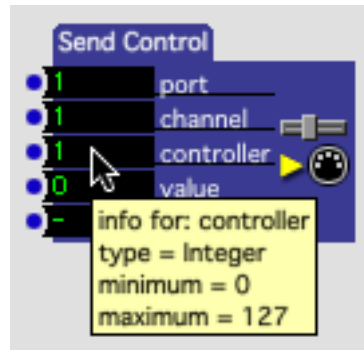 Send Control
1 port
1 channel
1 controller
0 value
-
info for: controller
type = Integer
minimum = 0
maximum = 127